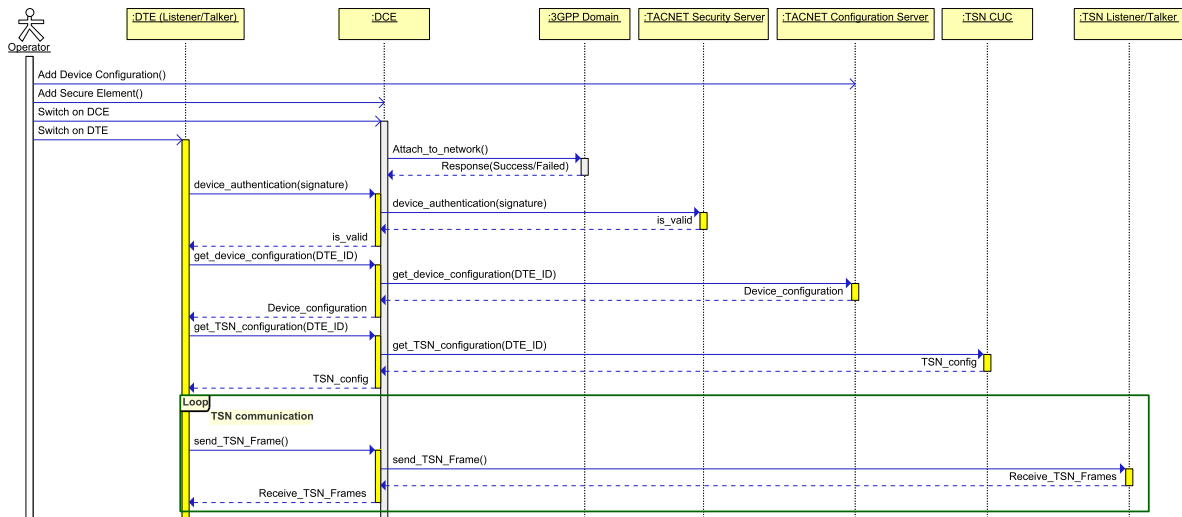 :DTE (Listener/Talker)
:DCE
:3GPP Domain
:TACNET Security Server
:TACNET Configuration Server
:TSN CUC
:TSN Listener/Talker
Operator
Add Device Configuration()
Add Secure Element()
Switch on DCE
Switch on DTE
Attach_to_network()
Response(Success/Failed)
device_authentication(signature)
device_authentication(signature)
is_valid
is_valid
get_device_configuration(DTE_ID)
get_device_configuration(DTE_ID)
Device_configuration
Device_configuration
get_TSN_configuration(DTE_ID)
get_TSN_configuration(DTE_ID)
TSN_config
TSN_config
Loop
TSN communication
send_TSN_Frame()
send_TSN_Frame()
Receive_TSN_Frames
Receive_TSN_Frames